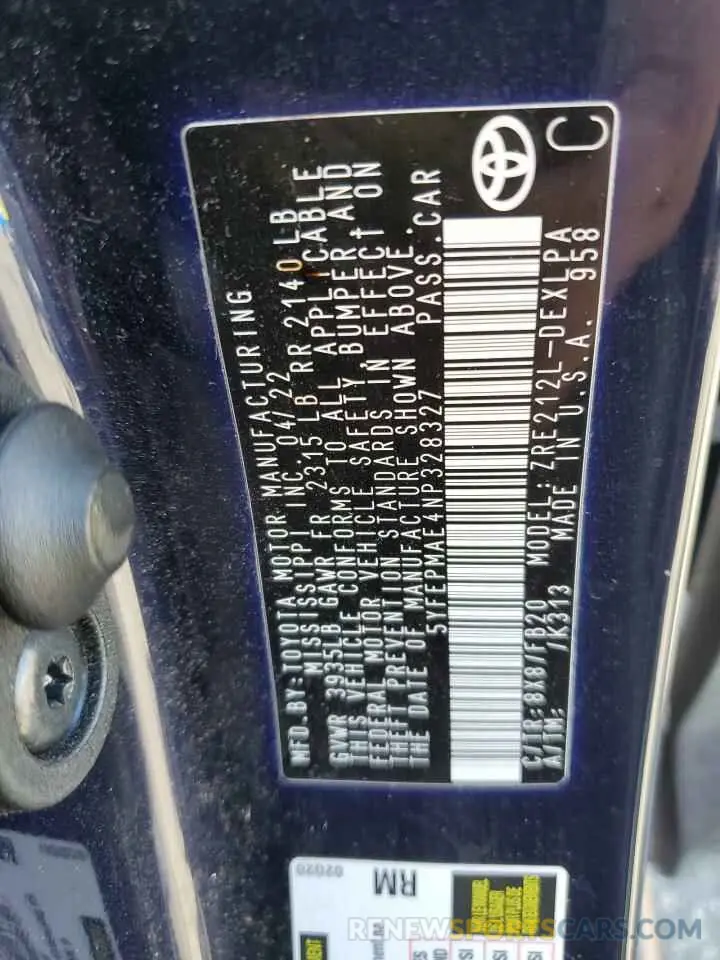 MFD.BY:TOYOTA MOTOR MANUFACTURING
MISSISSIPPI INC. 04/22
GVWR 3935LB GAWR FR 2315 LB RR 2140 LB
THIS VEHICLE CONFORMS TO ALL APPLICABLE
FEDERAL MOTOR VEHICLE SAFETY, BUMPER, AND
THEFT PREVENTION STANDARDS IN EFFECT ON
THE DATE OF MANUFACTURE SHOWN ABOVE.
5YFEPMAE4NP328327 PASS.CAR
C/TR:8X8/FB20 MODEL:ZRE212L-DEXLPA
A/TM: /K313 MADE IN U.S.A. 958
C
02020
RM
RENEWSPORTCARS.COM